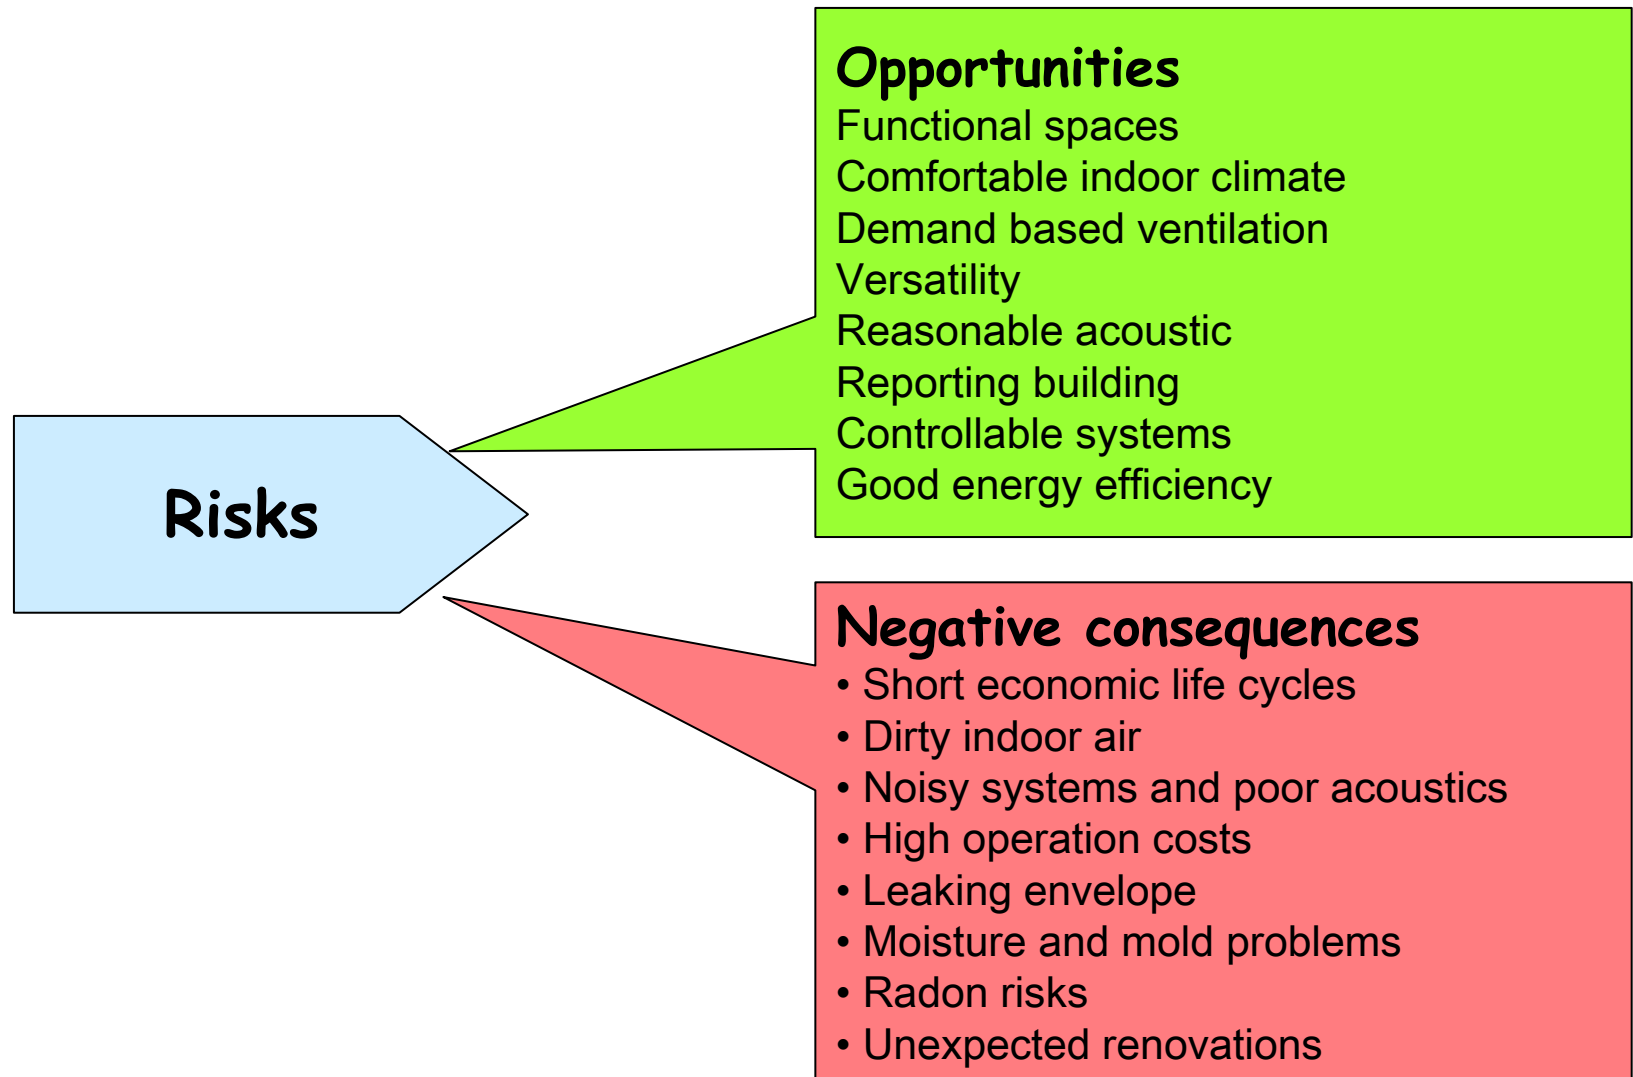 Opportunities
Functional spaces
Comfortable indoor climate
Demand based ventilation
Versatility
Reasonable acoustic
Reporting building
Controllable systems
Good energy efficiency
Risks
Negative consequences
• Short economic life cycles
• Dirty indoor air
• Noisy systems and poor acoustics
• High operation costs
• Leaking envelope
• Moisture and mold problems
• Radon risks
• Unexpected renovations